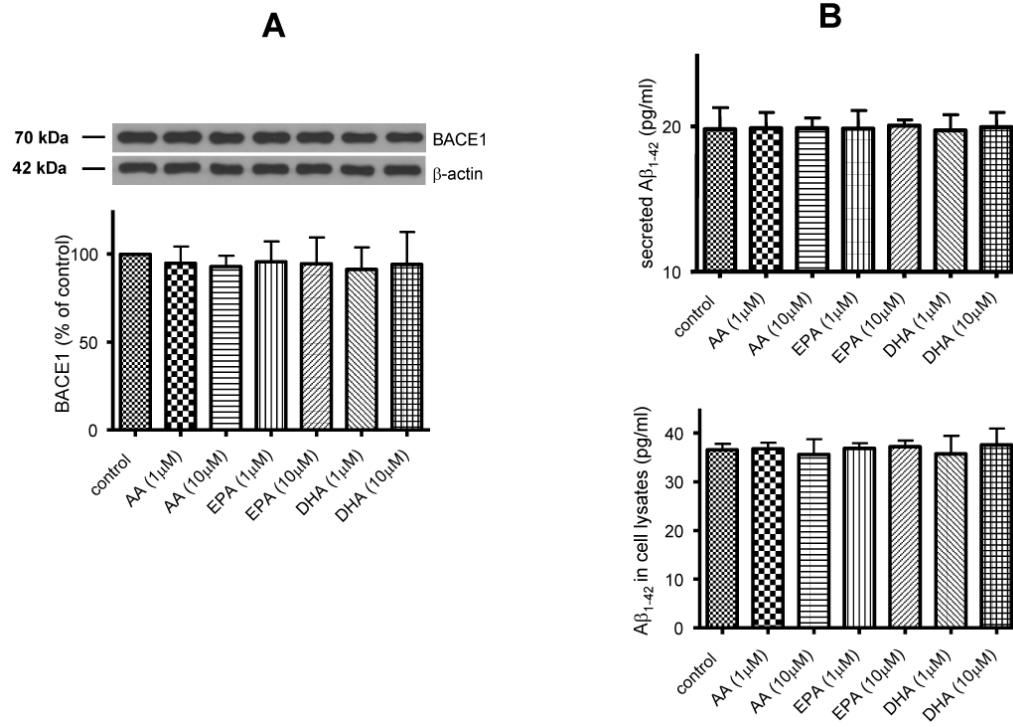 A
70 kDa
BACE1
42 kDa
β-actin
BACE1 (% of control)
100
50
0
control
AA (1μM)
AA (10μM)
EPA (1μM)
EPA (10μM)
DHA (1μM)
DHA (10μM)
B
secreted Aβ1-42 (pg/ml)
20
10
control
AA (1μM)
AA (10μM)
EPA (1μM)
EPA (10μM)
DHA (1μM)
DHA (10μM)
Aβ1-42 in cell lysates (pg/ml)
40
30
20
10
0
control
AA (1μM)
AA (10μM)
EPA (1μM)
EPA (10μM)
DHA (1μM)
DHA (10μM)